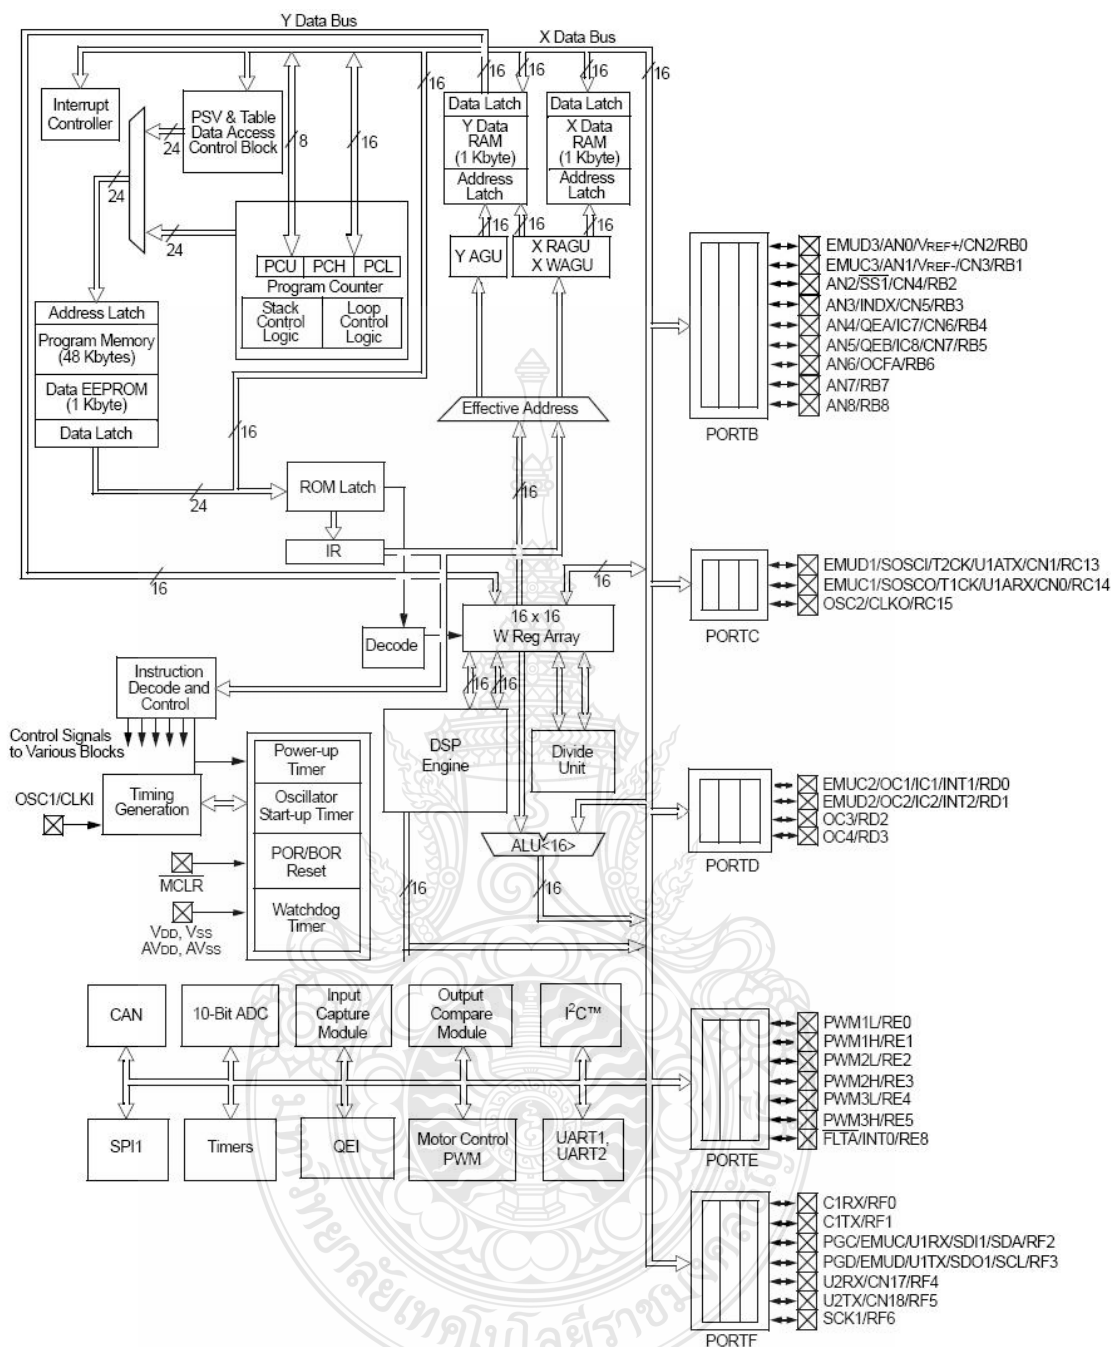 Y Data Bus
X Data Bus
16
16
16
16
16
Interrupt
Controller
PSV & Table
Data Access
Control Block
24
24
24
8
16
Data Latch
Y Data
RAM
(1 Kbyte)
Address
Latch
Data Latch
X Data
RAM
(1 Kbyte)
Address
Latch
16
16
16
Y AGU
X RAGU
X WAGU
PCU PCH PCL
Program Counter
Stack
Control
Logic
Loop
Control
Logic
Address Latch
Program Memory
(48 Kbytes)
Data EEPROM
(1 Kbyte)
Data Latch
Effective Address
16
24
16
ROM Latch
IR
16
16
16 x 16
W Reg Array
Decode
Instruction
Decode and
Control
16
16
Control Signals
to Various Blocks
DSP
Engine
Divide
Unit
OSC1/CLKI
Timing
Generation
Power-up
Timer
Oscillator
Start-up Timer
POR/BOR
Reset
Watchdog
Timer
MCLR
VDD, VSS
AVDD, AVSS
ALU<16>
16
16
CAN
10-Bit ADC
Input
Capture
Module
Output
Compare
Module
I²C™
SPI1
Timers
QEI
Motor Control
PWM
UART1,
UART2
EMUD3/AN0/VREF+/CN2/RB0
EMUC3/AN1/VREF-/CN3/RB1
AN2/SS1/CN4/RB2
AN3/INDX/CN5/RB3
AN4/QEA/IC7/CN6/RB4
AN5/QEB/IC8/CN7/RB5
AN6/OCFA/RB6
AN7/RB7
AN8/RB8
PORTB
EMUD1/SOSCI/T2CK/U1ATX/CN1/RC13
EMUC1/SOSCO/T1CK/U1ARX/CN0/RC14
OSC2/CLKO/RC15
PORTC
EMUC2/OC1/IC1/INT1/RD0
EMUD2/OC2/IC2/INT2/RD1
OC3/RD2
OC4/RD3
PORTD
PWM1L/RE0
PWM1H/RE1
PWM2L/RE2
PWM2H/RE3
PWM3L/RE4
PWM3H/RE5
FLTA/INT0/RE8
PORTE
C1RX/RF0
C1TX/RF1
PGC/EMUC/U1RX/SDI1/SDA/RF2
PGD/EMUD/U1TX/SDO1/SCL/RF3
U2RX/CN17/RF4
U2TX/CN18/RF5
SCK1/RF6
PORTF